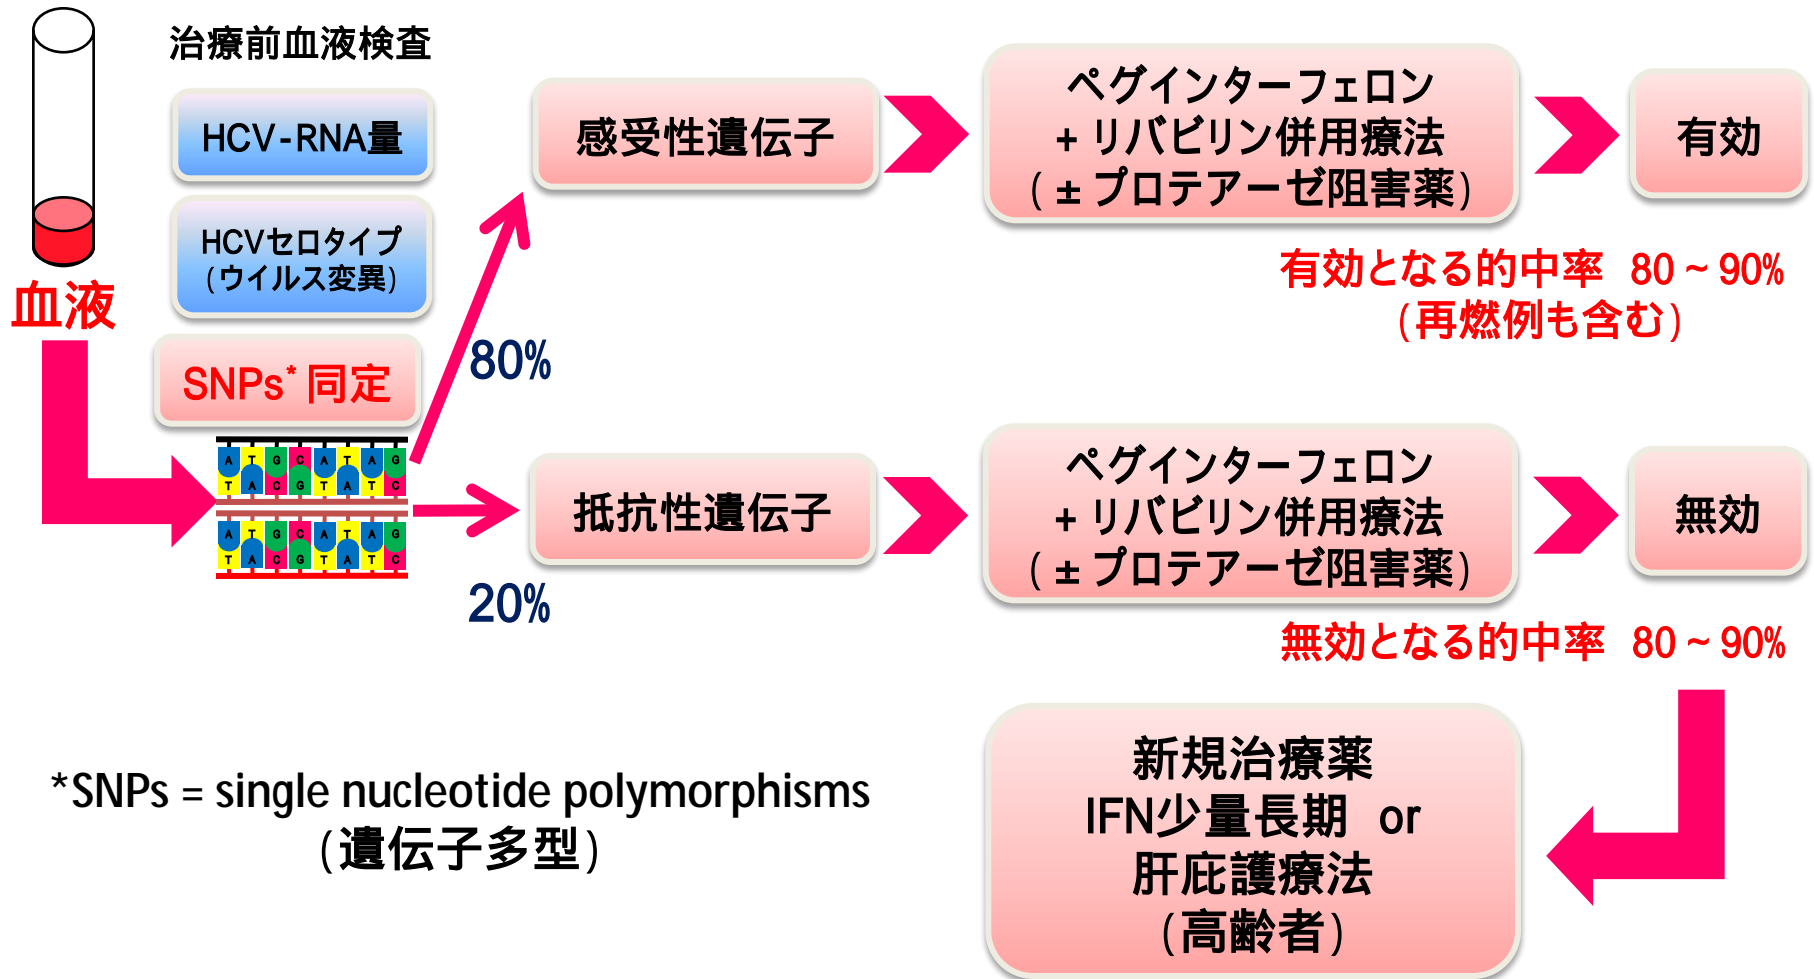 治療前血液検査
HCV-RNA量
HCVセロタイプ
(ウイルス変異)
SNPs* 同定
血液
A T G C A T A G
T A C G T A T C
A T G C A T A G
T A C G T A T C
80%
20%
感受性遺伝子
ペグインターフェロン
+ リバビリン併用療法
( ± プロテアーゼ阻害薬)
有効
有効となる的中率 80 ~ 90%
(再燃例も含む)
抵抗性遺伝子
ペグインターフェロン
+ リバビリン併用療法
( ± プロテアーゼ阻害薬)
無効
無効となる的中率 80 ~ 90%
新規治療薬
IFN少量長期 or
肝庇護療法
(高齢者)
*SNPs = single nucleotide polymorphisms
(遺伝子多型)